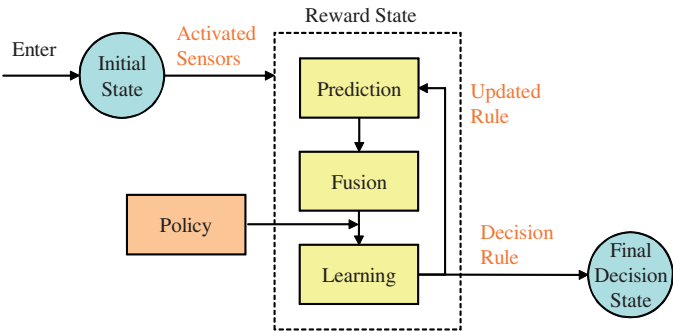 Reward State
Enter
Initial
State
Activated
Sensors
Prediction
Updated
Rule
Fusion
Policy
Learning
Decision
Rule
Final
Decision
State